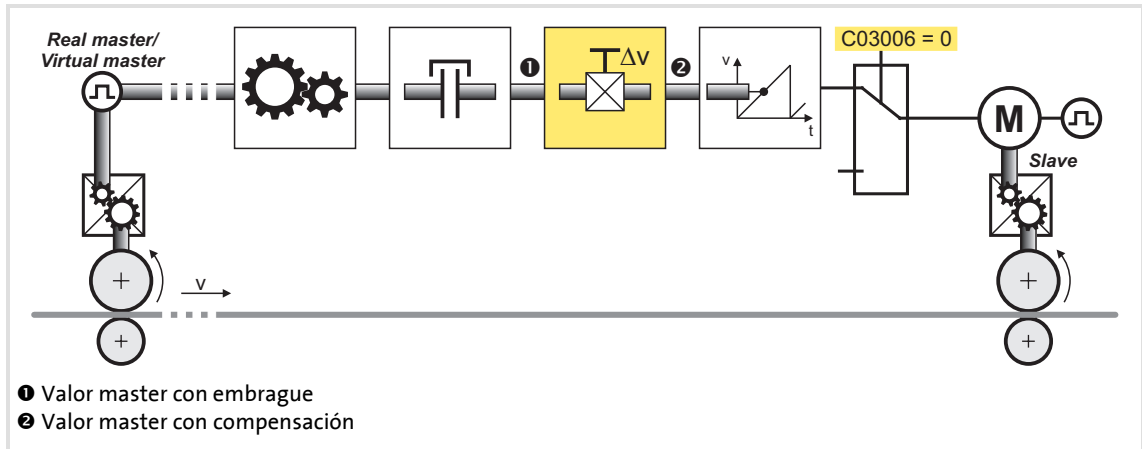 Real master/
Virtual master
❶
Δv
❷
v
t
C03006 = 0
M
Slave
v
❶ Valor master con embrague
❷ Valor master con compensación